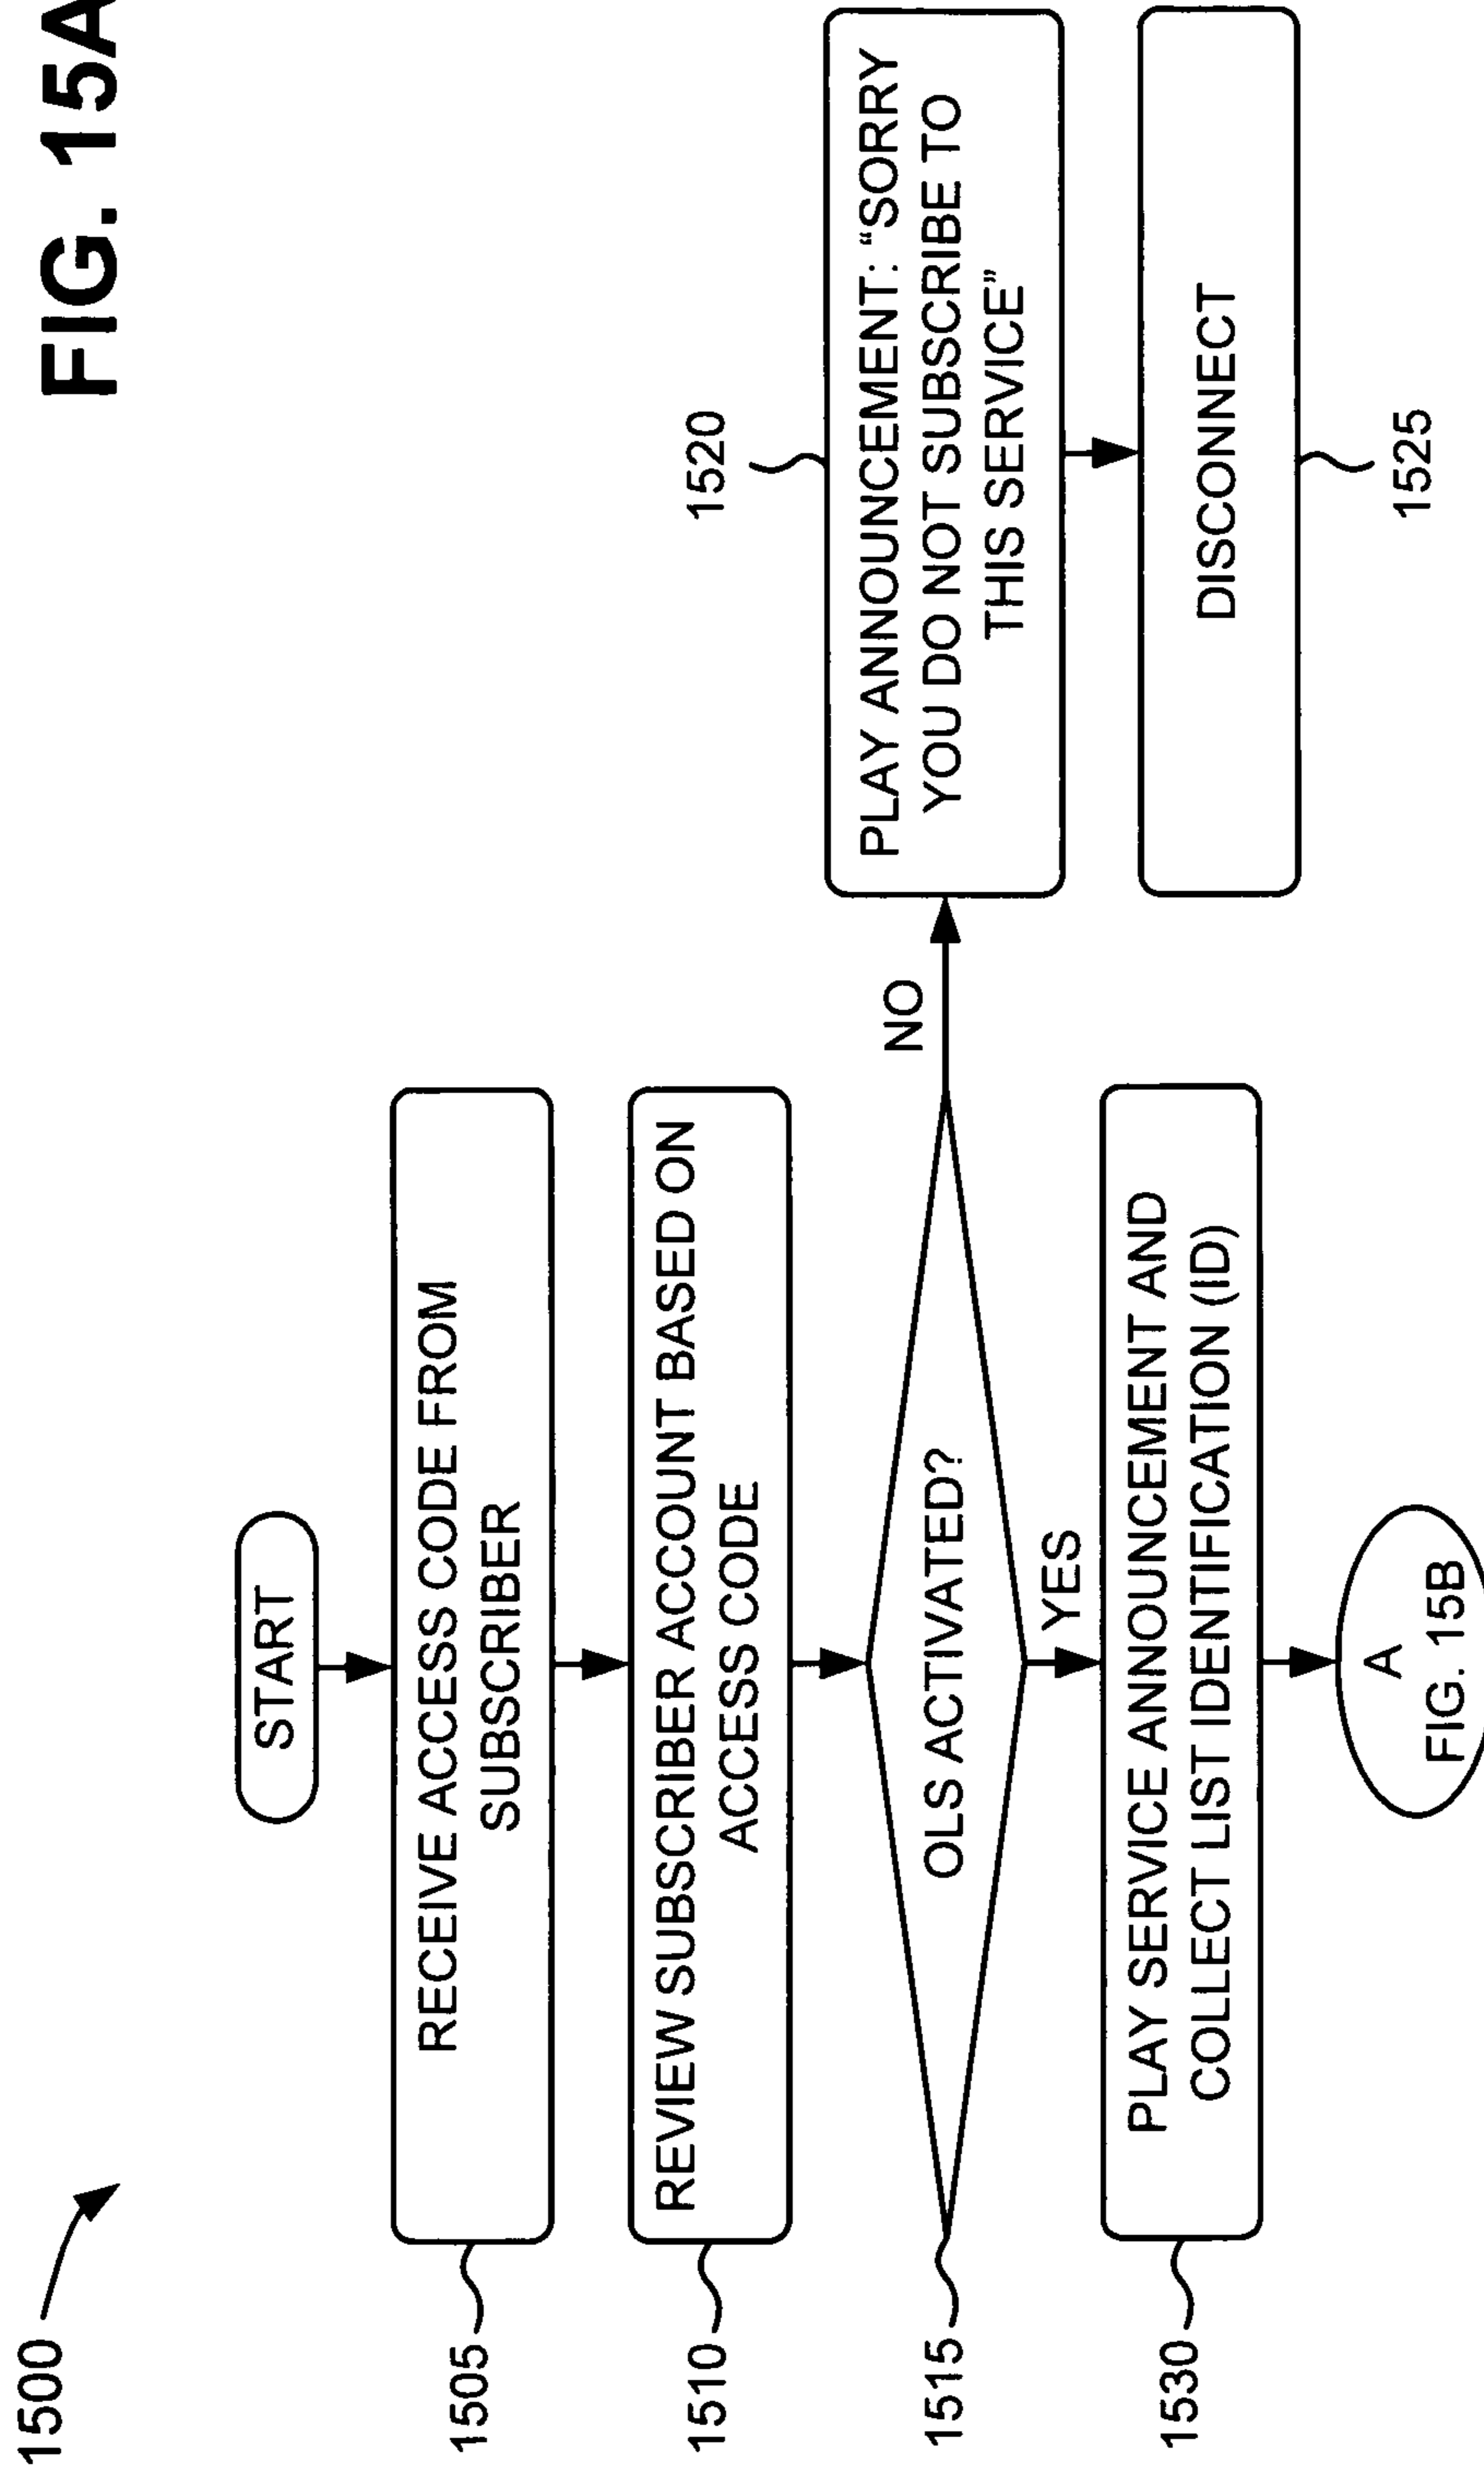 FIG. 15A
1500
START
1505
RECEIVE ACCESS CODE FROM
SUBSCRIBER
1510
REVIEW SUBSCRIBER ACCOUNT BASED ON
ACCESS CODE
1515
OLS ACTIVATED?
NO
YES
1520
PLAY ANNOUNCEMENT: “SORRY
YOU DO NOT SUBSCRIBE TO
THIS SERVICE”
DISCONNECT
1525
1530
PLAY SERVICE ANNOUNCEMENT AND
COLLECT LIST IDENTIFICATION (ID)
A
FIG. 15B